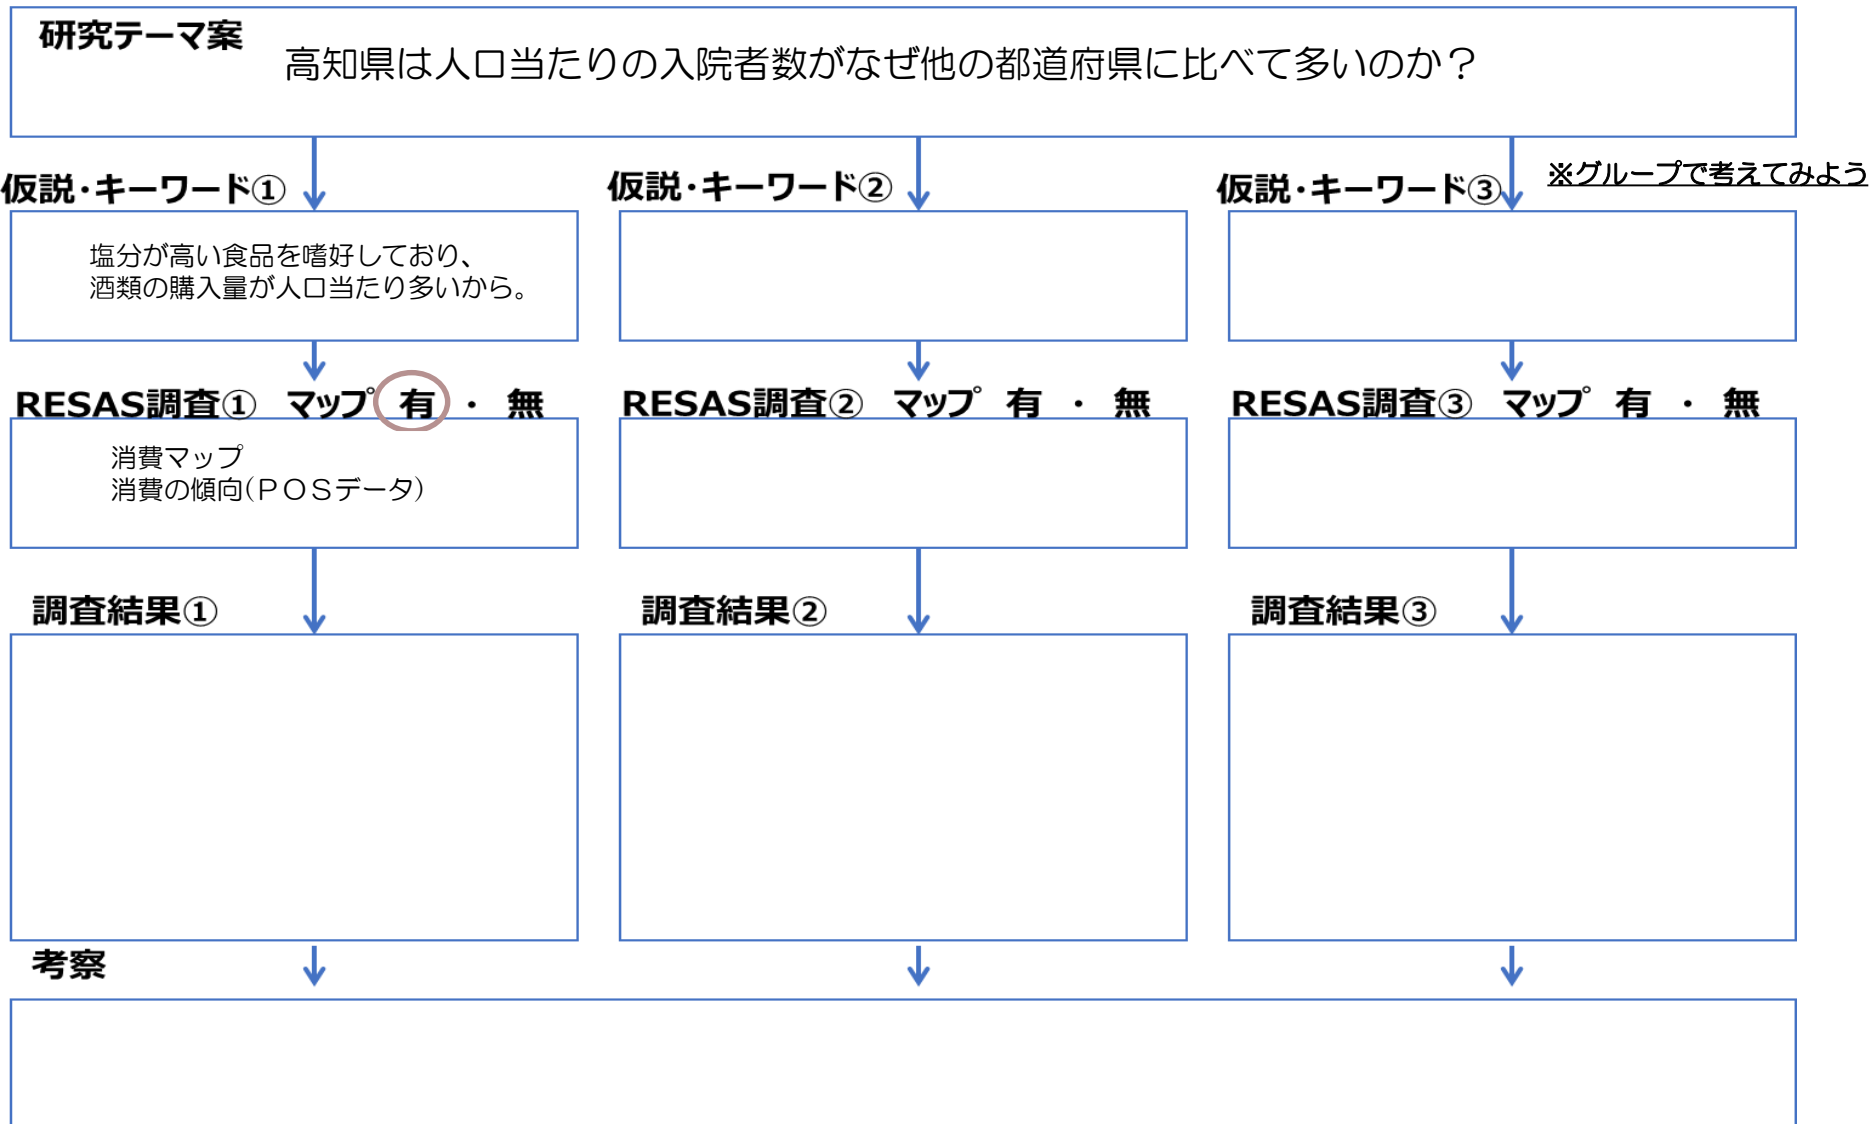 研究テーマ案
高知県は人口当たりの入院者数がなぜ他の都道府県に比べて多いのか？
※グループで考えてみよう
仮説・キーワード①
塩分が高い食品を嗜好しており、
酒類の購入量が人口当たり多いから。
RESAS調査① マップ 有 ・ 無
消費マップ
消費の傾向(ＰＯＳデータ)
調査結果①
仮説・キーワード②
RESAS調査② マップ 有 ・ 無
調査結果②
仮説・キーワード③
RESAS調査③ マップ 有 ・ 無
調査結果③
考察